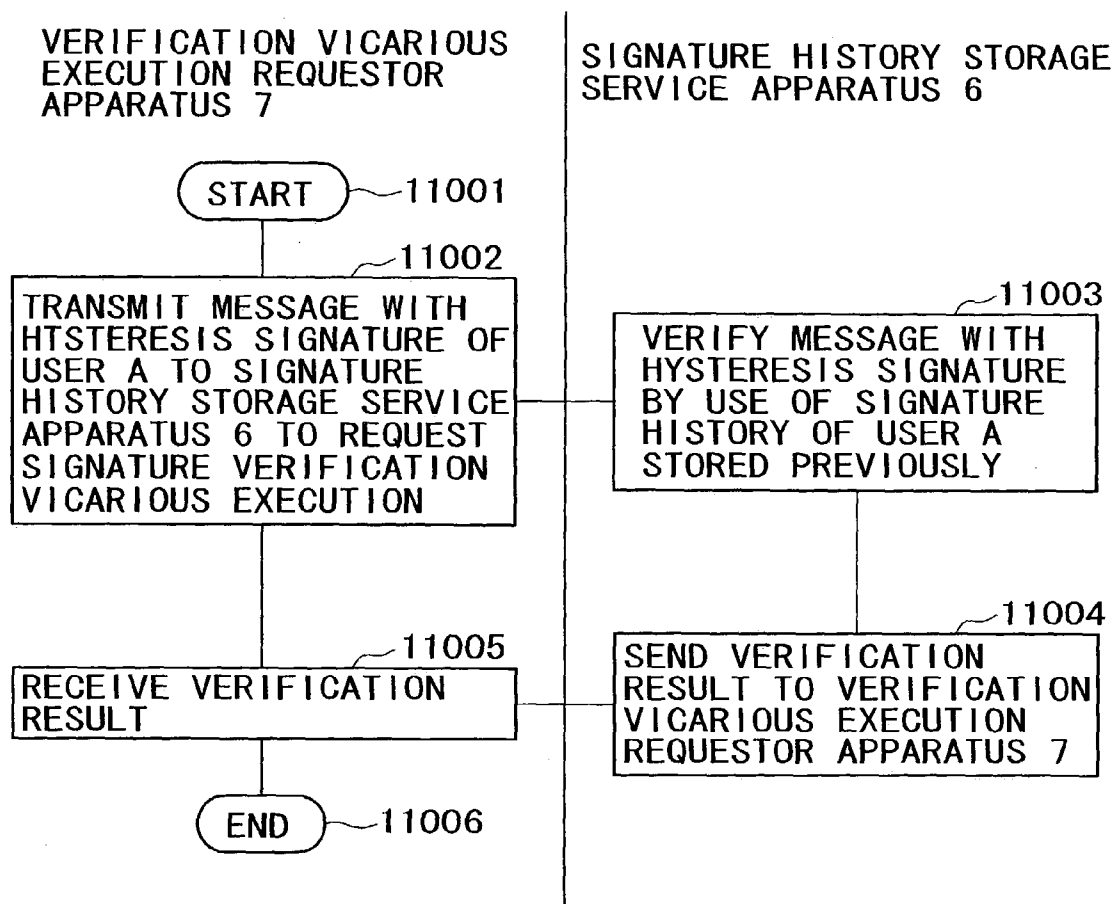 VERIFICATION VICARIOUS
EXECUTION REQUESTOR
APPARATUS 7
SIGNATURE HISTORY STORAGE
SERVICE APPARATUS 6
START
11001
11002
TRANSMIT MESSAGE WITH
HTSTERESIS SIGNATURE OF
USER A TO SIGNATURE
HISTORY STORAGE SERVICE
APPARATUS 6 TO REQUEST
SIGNATURE VERIFICATION
VICARIOUS EXECUTION
11003
VERIFY MESSAGE WITH
HYSTERESIS SIGNATURE
BY USE OF SIGNATURE
HISTORY OF USER A
STORED PREVIOUSLY
11004
SEND VERIFICATION
RESULT TO VERIFICATION
VICARIOUS EXECUTION
REQUESTOR APPARATUS 7
11005
RECEIVE VERIFICATION
RESULT
END
11006